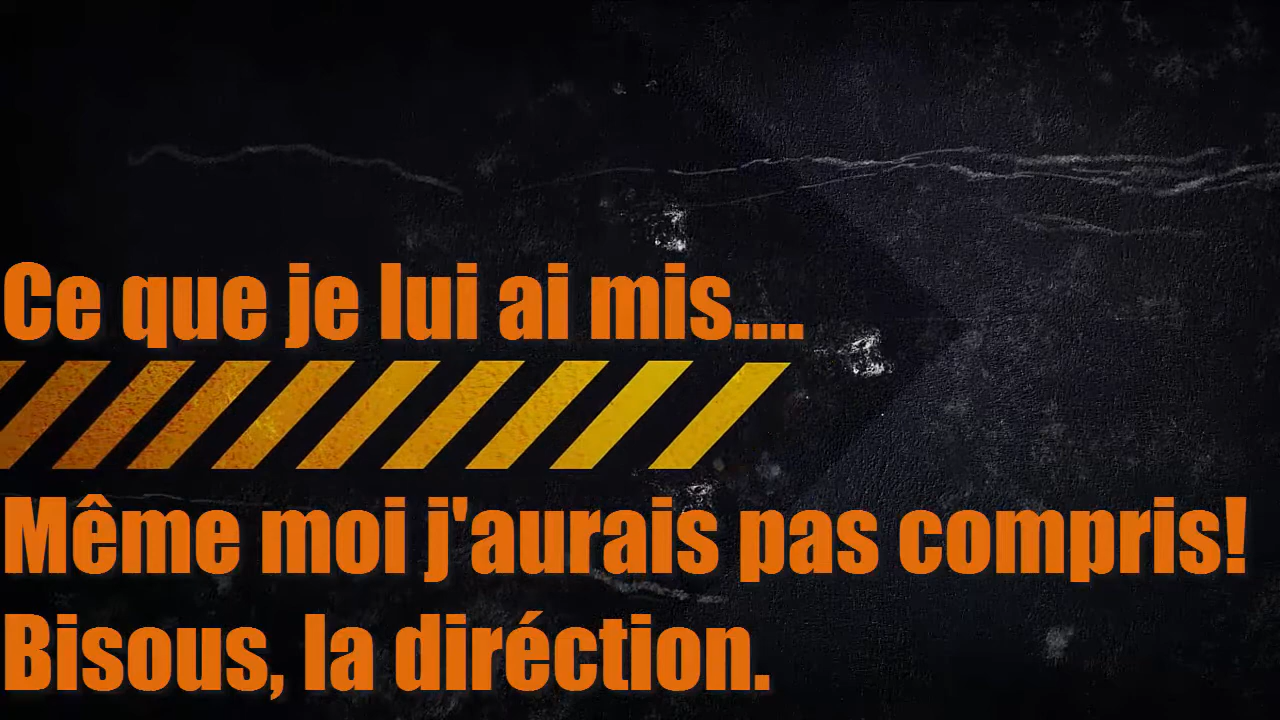 Ce que je lui ai mis....
Même moi j'aurais pas compris!
Bisous, la diréction.